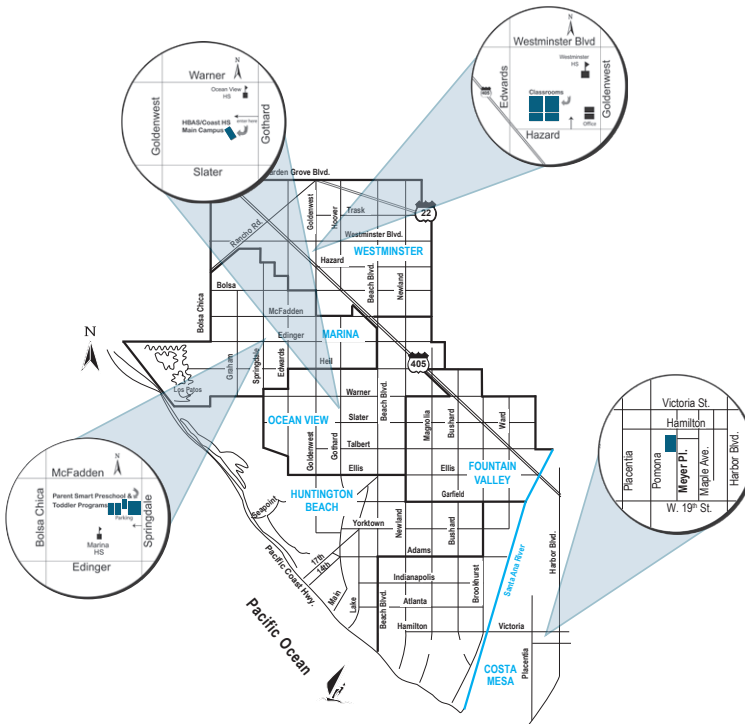 N
Warner
Ocean View
HS
Goldenwest
HBAS/Coast HS
Main Campus
enter here
Gothard
Slater
N
Westminster Blvd
Westminster
HS
405
Edwards
Classrooms
Goldenwest
Office
Hazard
arden Grove Blvd.
22
Goldenwest
Hoover
Trask
Rancho Rd.
Westminster Blvd.
WESTMINSTER
Hazard
Bolsa Chica
Bolsa
Beach Blvd.
Newland
McFadden
MARINA
Edinger
N
Graham
Springdale
Edwards
Heil
405
Los Patos
Warner
Beach Blvd.
OCEAN VIEW
Slater
Magnolia
Bushard
Ward
Goldenwest
Gothard
Talbert
Ellis
Ellis
FOUNTAIN
VALLEY
HUNTINGTON
BEACH
Garfield
Seapoint
Yorktown
Newland
Bushard
Adams
17th
14th
Pacific Coast Hwy.
Main
Lake
Beach Blvd.
Indianapolis
Atlanta
Hamilton
Brookhurst
Santa Ana River
Harbor Blvd.
Victoria
Placentia
COSTA
MESA
Pacific Ocean
Victoria St.
Hamilton
Placentia
Pomona
Meyer Pl.
Maple Ave.
Harbor Blvd.
W. 19th St.
N
McFadden
Bolsa Chica
Parent Smart Preschool &
Toddler Programs
Parking
Springdale
Marina
HS
Edinger